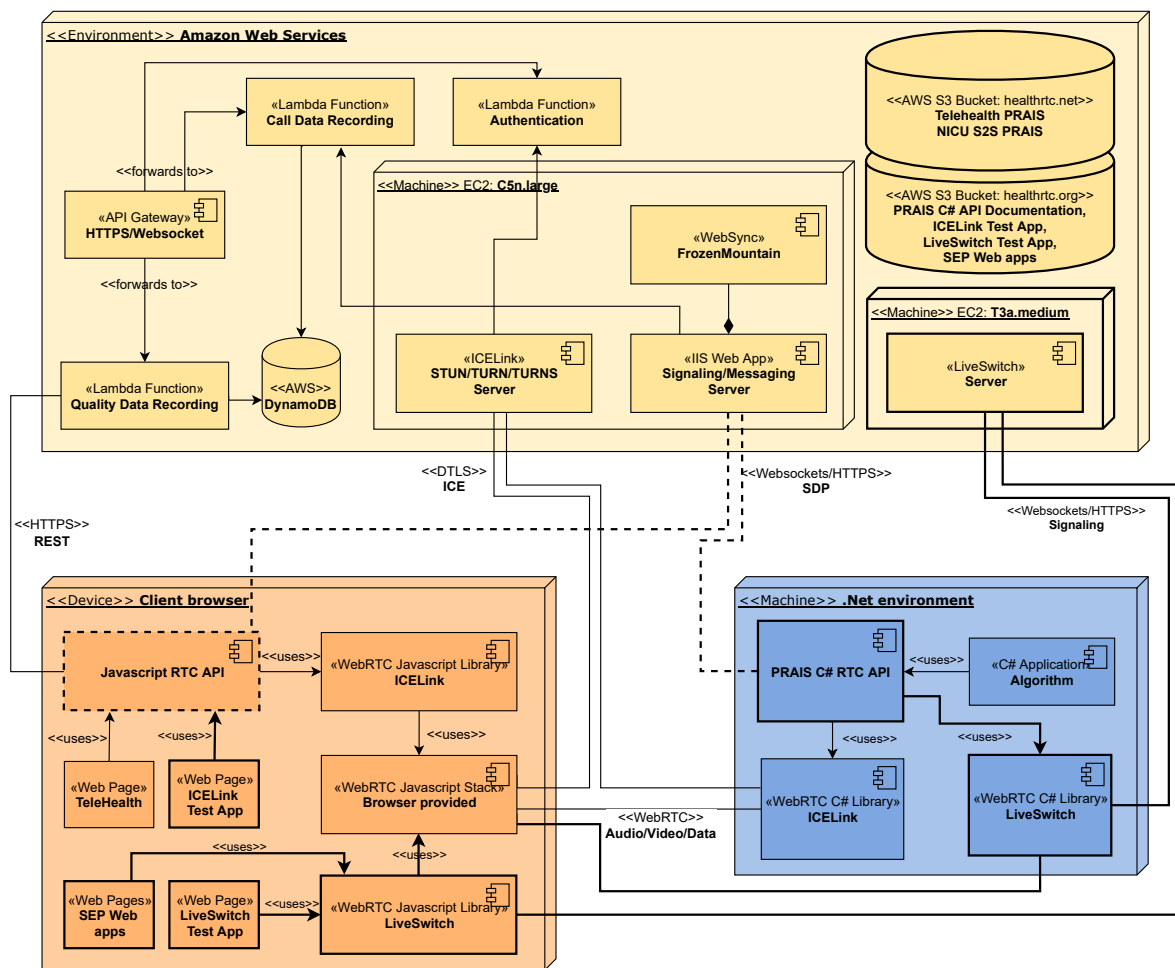 <<Environment>> Amazon Web Services
<<AWS S3 Bucket: healthrtc.net>>
Telehealth PRAIS
NICU S2S PRAIS
«Lambda Function»
Call Data Recording
«Lambda Function»
Authentication
<<forwards to>>
<<Machine>> EC2: C5n.large
<<AWS S3 Bucket: healthrtc.org>>
PRAIS C# API Documentation,
ICELink Test App,
LiveSwitch Test App,
SEP Web apps
«API Gateway»
HTTPS/Websocket
«WebSync»
FrozenMountain
<<forwards to>>
<<Machine>> EC2: T3a.medium
«ICELink»
STUN/TURN/TURNS
Server
«IIS Web App»
Signaling/Messaging
Server
«LiveSwitch»
Server
«Lambda Function»
Quality Data Recording
<<AWS>>
DynamoDB
<<DTLS>>
ICE
<<Websockets/HTTPS>>
SDP
<<Websockets/HTTPS>>
Signaling
<<HTTPS>>
REST
<<Device>> Client browser
Javascript RTC API
<<uses>>
«WebRTC Javascript Library»
ICELink
<<uses>>
<<uses>>
<<uses>>
«Web Page»
TeleHealth
«Web Page»
ICELink
Test App
«WebRTC Javascript Stack»
Browser provided
<<uses>>
<<uses>>
«Web Pages»
SEP Web
apps
«Web Page»
LiveSwitch
Test App
<<uses>>
«WebRTC Javascript Library»
LiveSwitch
<<WebRTC>>
Audio/Video/Data
<<Machine>> .Net environment
PRAIS C# RTC API
<<uses>>
«C# Application»
Algorithm
<<uses>>
<<uses>>
«WebRTC C# Library»
ICELink
«WebRTC C# Library»
LiveSwitch